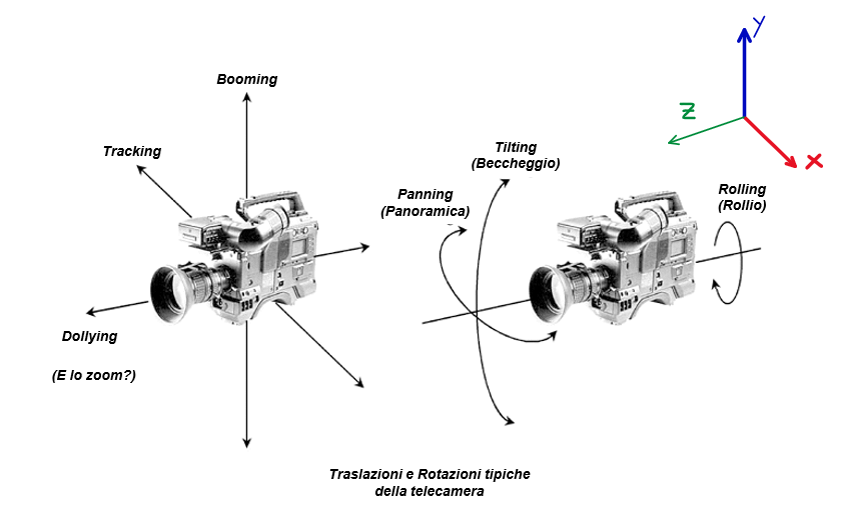 Booming
Tracking
Dollying
(E lo zoom?)
Tilting
(Beccheggio)
Panning
(Panoramica)
Rolling
(Rollio)
y
z
x
Traslazioni e Rotazioni tipiche
della telecamera